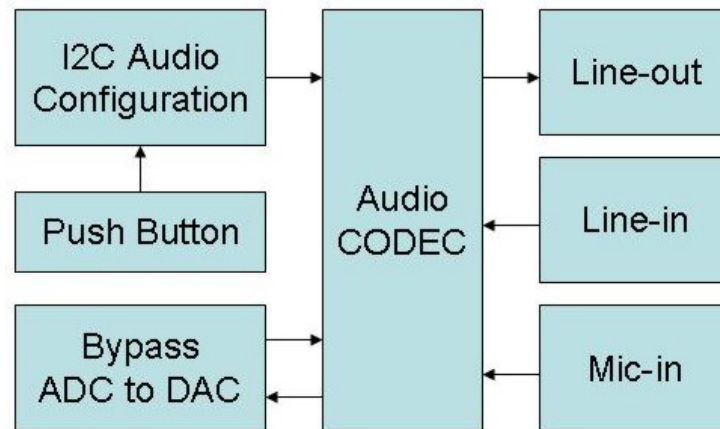 I2C Audio
Configuration
Push Button
Bypass
ADC to DAC
Audio
CODEC
Line-out
Line-in
Mic-in